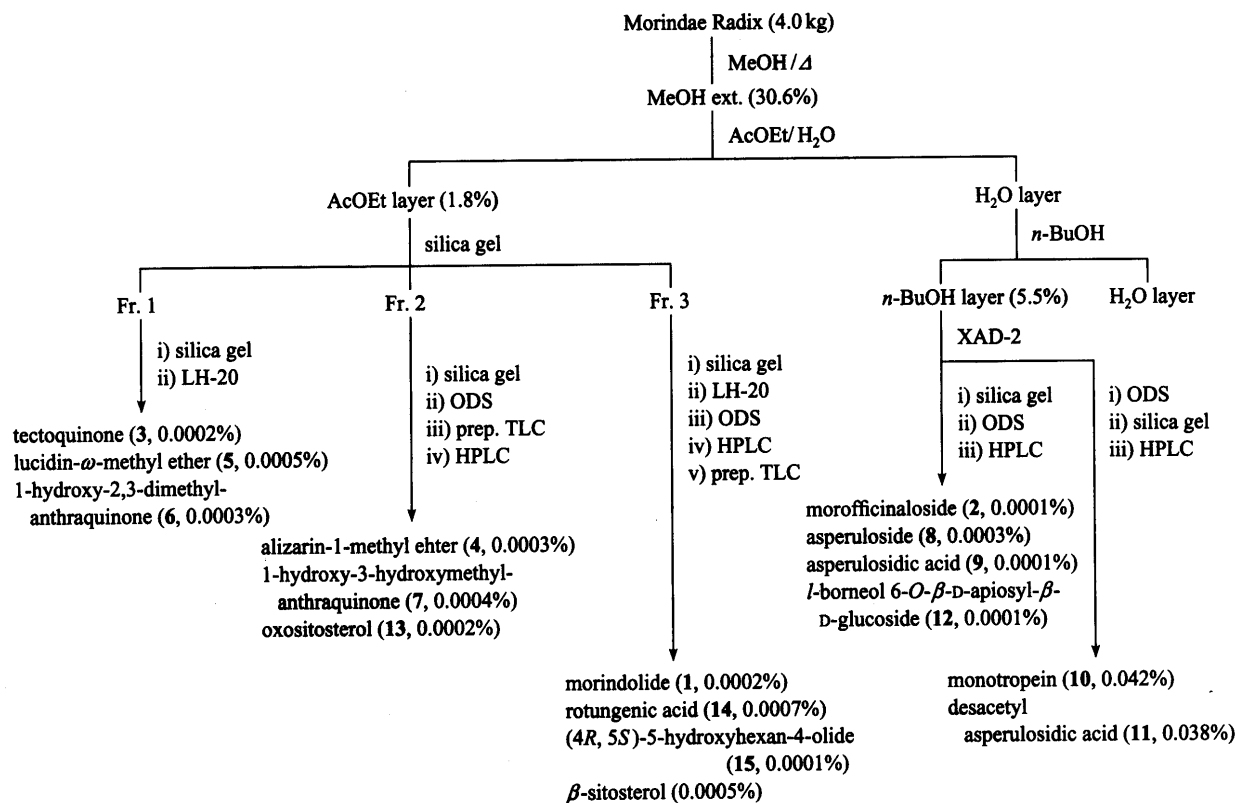 Morindae Radix (4.0 kg)
MeOH/Δ
MeOH ext. (30.6%)
AcOEt/H₂O
AcOEt layer (1.8%)
silica gel
Fr. 1
i) silica gel
ii) LH-20
tectoquinone (3, 0.0002%)
lucidin-ω-methyl ether (5, 0.0005%)
1-hydroxy-2,3-dimethyl-
anthraquinone (6, 0.0003%)
Fr. 2
i) silica gel
ii) ODS
iii) prep. TLC
iv) HPLC
alizarin-1-methyl ehter (4, 0.0003%)
1-hydroxy-3-hydroxymethyl-
anthraquinone (7, 0.0004%)
oxositosterol (13, 0.0002%)
Fr. 3
i) silica gel
ii) LH-20
iii) ODS
iv) HPLC
v) prep. TLC
morindolide (1, 0.0002%)
rotungenic acid (14, 0.0007%)
(4R, 5S)-5-hydroxyhexan-4-olide
(15, 0.0001%)
β-sitosterol (0.0005%)
H₂O layer
n-BuOH
n-BuOH layer (5.5%)
H₂O layer
XAD-2
i) silica gel
ii) ODS
iii) HPLC
morofficinaloside (2, 0.0001%)
asperuloside (8, 0.0003%)
asperulosidic acid (9, 0.0001%)
l-borneol 6-O-β-D-apiosyl-β-
D-glucoside (12, 0.0001%)
i) ODS
ii) silica gel
iii) HPLC
monotropein (10, 0.042%)
desacetyl
asperulosidic acid (11, 0.038%)